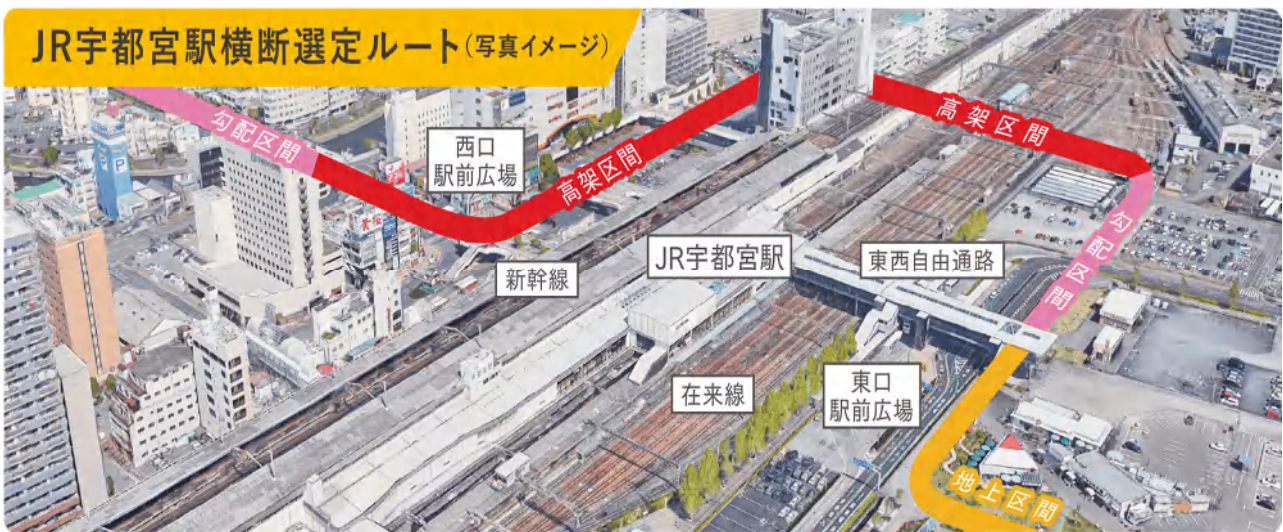 JR宇都宮駅横断選定ルート(写真イメージ)
勾配区間
西口
駅前広場
高架区間
高架区間
勾配区間
新幹線
JR宇都宮駅
東西自由通路
在来線
東口
駅前広場
地上区間
P